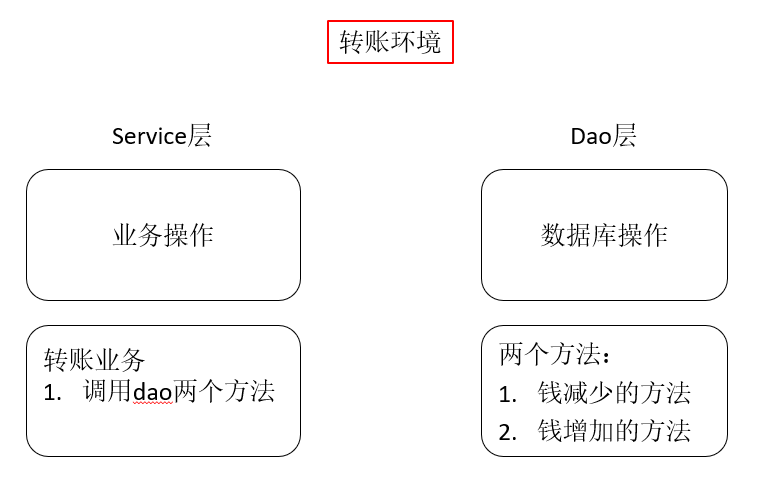 转账环境
Service层
Dao层
业务操作
数据库操作
转账业务
1. 调用dao两个方法
两个方法：
1. 钱减少的方法
2. 钱增加的方法